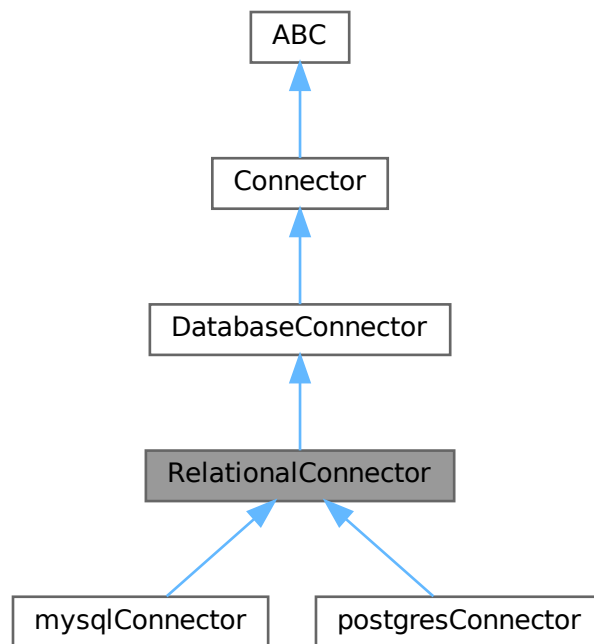 ABC
Connector
DatabaseConnector
RelationalConnector
mysqlConnector
postgresConnector